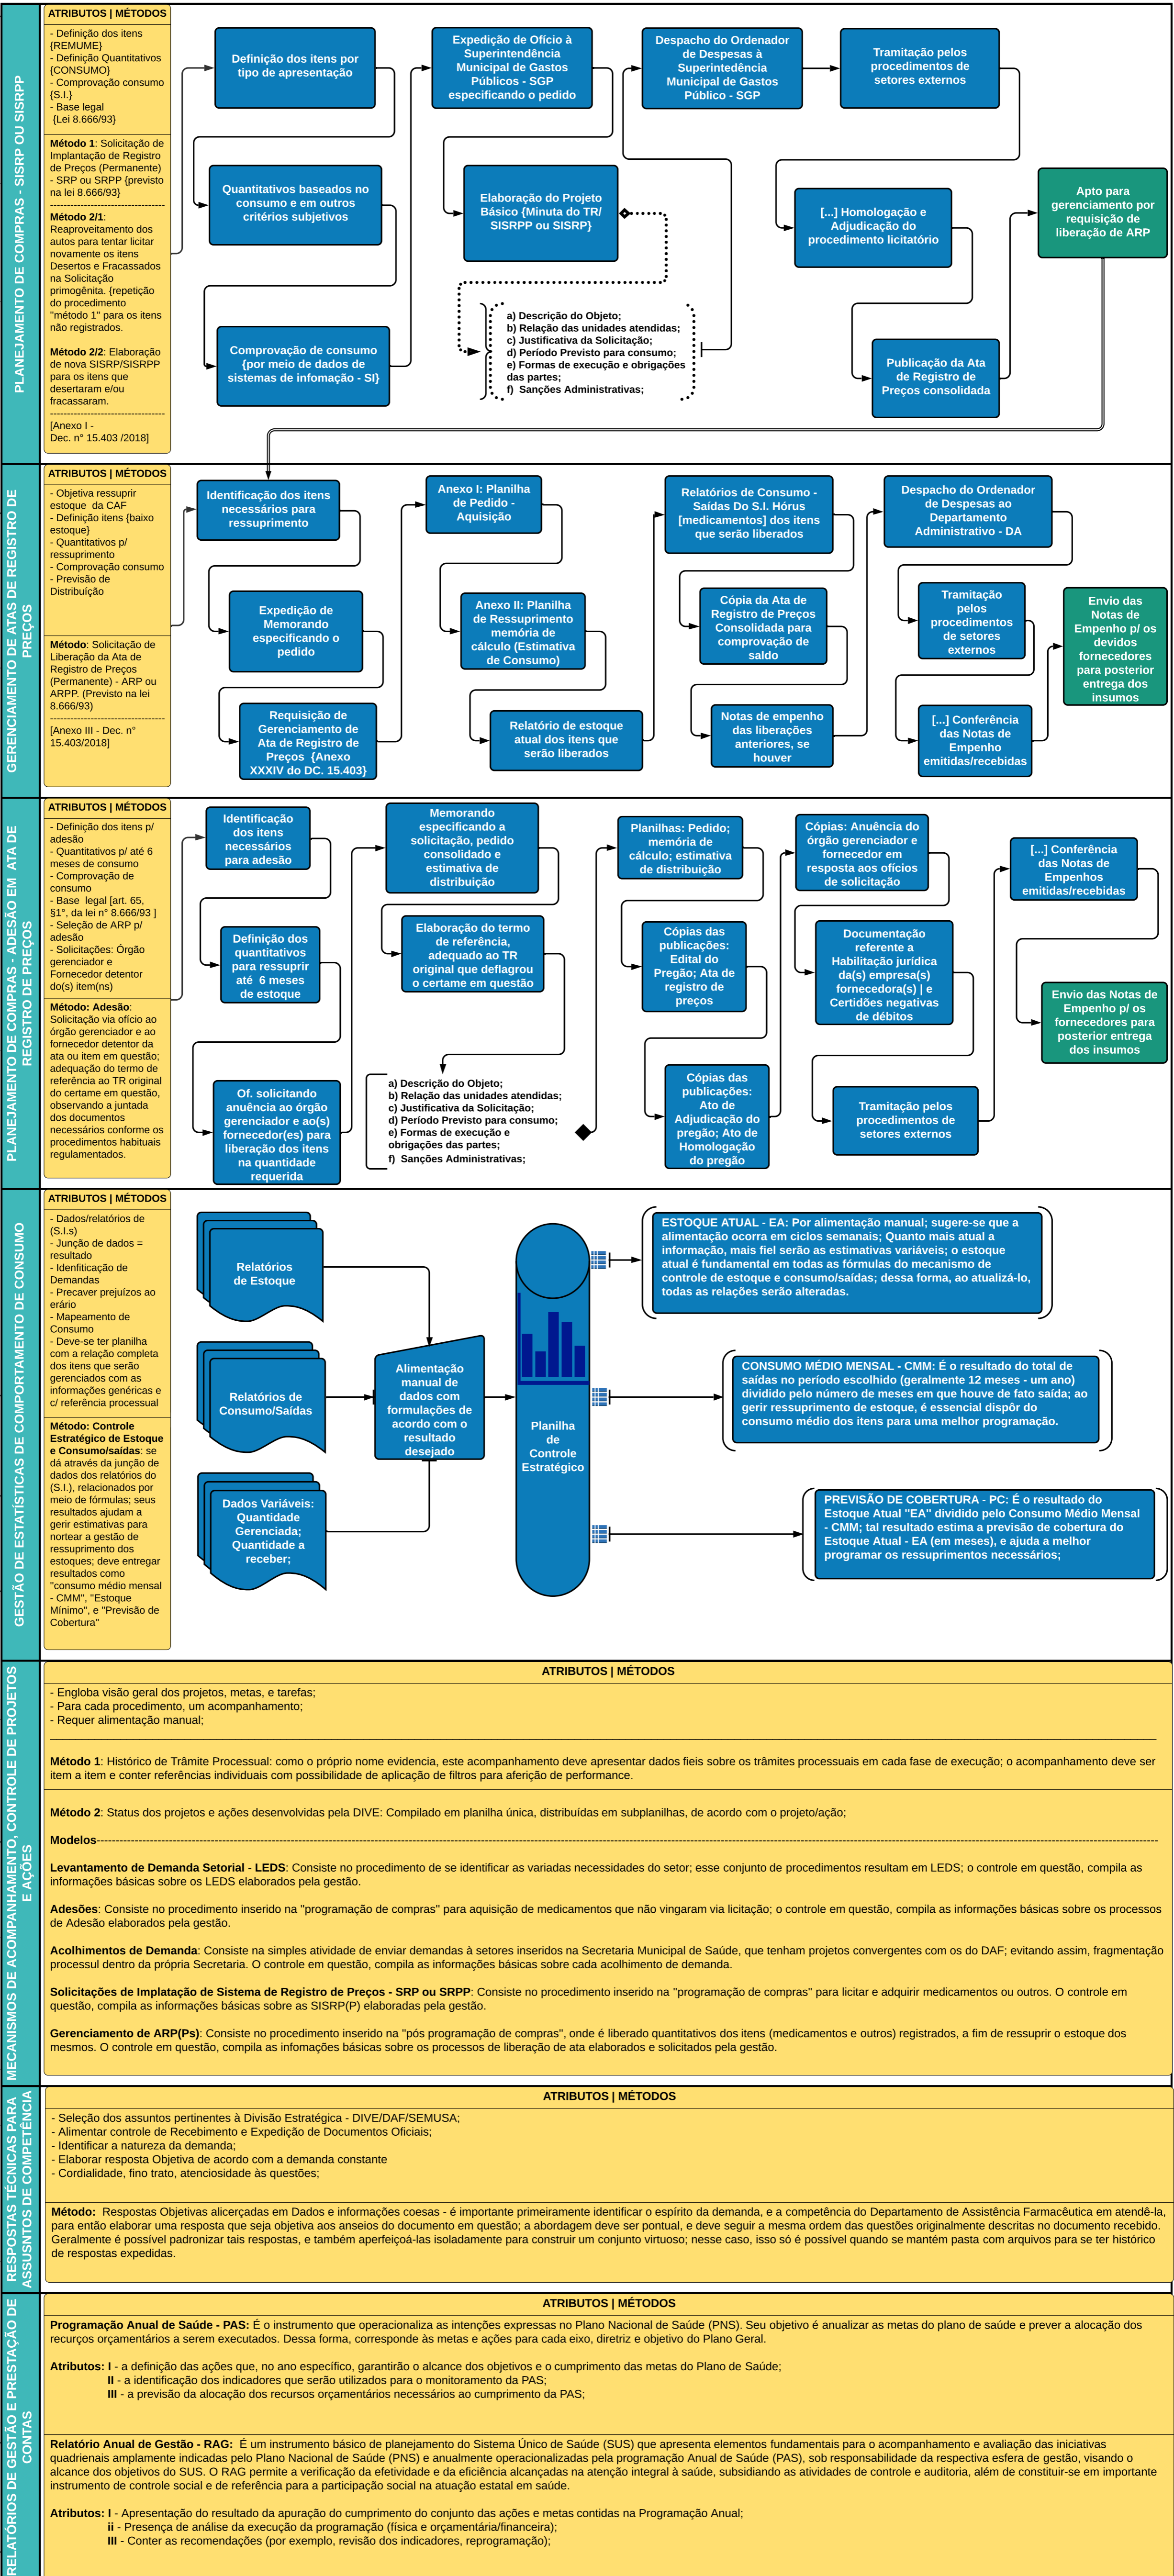 PLANEJAMENTO DE COMPRAS - SISRP OU SISRPP
ATRIBUTOS | MÉTODOS
- Definição dos itens
{REMUME}
- Definição Quantitativos
{CONSUMO}
- Comprovação consumo
{S.I.}
- Base legal
{Lei 8.666/93}
Método 1: Solicitação de
Implantação de Registro
de Preços (Permanente)
- SRP ou SRPP {previsto
na lei 8.666/93}
----------------------------------
Método 2/1:
Reaproveitamento dos
autos para tentar licitar
novamente os itens
Desertos e Fracassados
na Solicitação
primogênita. {repetição
do procedimento
"método 1" para os itens
não registrados.
Método 2/2: Elaboração
de nova SISRP/SISRPP
para os itens que
desertaram e/ou
fracassaram.
----------------------------------
[Anexo I -
Dec. n° 15.403 /2018]
Definição dos itens por
tipo de apresentação
Quantitativos baseados no
consumo e em outros
critérios subjetivos
Comprovação de consumo
{por meio de dados de
sistemas de infomação - SI}
Expedição de Ofício à
Superintendência
Municipal de Gastos
Públicos - SGP
especificando o pedido
Elaboração do Projeto
Básico {Minuta do TR/
SISRPP ou SISRP}
a) Descrição do Objeto;
b) Relação das unidades atendidas;
c) Justificativa da Solicitação;
d) Período Previsto para consumo;
e) Formas de execução e obrigações
das partes;
f) Sanções Administrativas;
Despacho do Ordenador
de Despesas à
Superintedência
Municipal de Gastos
Público - SGP
Tramitação pelos
procedimentos de
setores externos
[...] Homologação e
Adjudicação do
procedimento licitatório
Publicação da Ata
de Registro de
Preços consolidada
Apto para
gerenciamento por
requisição de
liberação de ARP
GERENCIAMENTO DE ATAS DE REGISTRO DE
PREÇOS
ATRIBUTOS | MÉTODOS
- Objetiva ressuprir
estoque da CAF
- Definição itens {baixo
estoque}
- Quantitativos p/
ressuprimento
- Comprovação consumo
- Previsão de
Distribuíção
Método: Solicitação de
Liberação da Ata de
Registro de Preços
(Permanente) - ARP ou
ARPP. (Previsto na lei
8.666/93)
----------------------------------
[Anexo III - Dec. n°
15.403/2018]
Identificação dos itens
necessários para
ressuprimento
Expedição de
Memorando
especificando o
pedido
Requisição de
Gerenciamento de
Ata de Registro de
Preços {Anexo
XXXIV do DC. 15.403}
Anexo I: Planilha
de Pedido -
Aquisição
Anexo II: Planilha
de Ressuprimento
memória de
cálculo (Estimativa
de Consumo)
Relatório de estoque
atual dos itens que
serão liberados
Relatórios de Consumo -
Saídas Do S.I. Hórus
[medicamentos] dos itens
que serão liberados
Cópia da Ata de
Registro de Preços
Consolidada para
comprovação de
saldo
Notas de empenho
das liberações
anteriores, se
houver
Despacho do Ordenador
de Despesas ao
Departamento
Administrativo - DA
Tramitação
pelos
procedimentos
de setores
externos
[...] Conferência
das Notas de
Empenho
emitidas/recebidas
Envio das
Notas de
Empenho p/ os
devidos
fornecedores
para posterior
entrega dos
insumos
PLANEJAMENTO DE COMPRAS - ADESÃO EM ATA DE
REGISTRO DE PREÇOS
ATRIBUTOS | MÉTODOS
- Definição dos itens p/
adesão
- Quantitativos p/ até 6
meses de consumo
- Comprovação de
consumo
- Base legal [art. 65,
§1°, da lei n° 8.666/93 ]
- Seleção de ARP p/
adesão
- Solicitações: Órgão
gerenciador e
Fornecedor detentor
do(s) item(ns)
Método: Adesão:
Solicitação via ofício ao
órgão gerenciador e ao
fornecedor detentor da
ata ou item em questão;
adequação do termo de
referência ao TR original
do certame em questão,
observando a juntada
dos documentos
necessários conforme os
procedimentos habituais
regulamentados.
Identificação
dos itens
necessários
para adesão
Definição dos
quantitativos
para ressuprir
até 6 meses
de estoque
Of. solicitando
anuência ao órgão
gerenciador e ao(s)
fornecedor(es) para
liberação dos itens
na quantidade
requerida
Memorando
especificando a
solicitação, pedido
consolidado e
estimativa de
distribuição
Elaboração do termo
de referência,
adequado ao TR
original que deflagrou
o certame em questão
a) Descrição do Objeto;
b) Relação das unidades atendidas;
c) Justificativa da Solicitação;
d) Período Previsto para consumo;
e) Formas de execução e
obrigações das partes;
f) Sanções Administrativas;
Planilhas: Pedido;
memória de
cálculo; estimativa
de distribuição
Cópias das
publicações:
Edital do
Pregão; Ata de
registro de
preços
Cópias das
publicações:
Ato de
Adjudicação do
pregão; Ato de
Homologação
do pregão
Cópias: Anuência do
órgão gerenciador e
fornecedor em
resposta aos ofícios
de solicitação
Documentação
referente a
Habilitação jurídica
da(s) empresa(s)
fornecedora(s) | e
Certidões negativas
de débitos
Tramitação pelos
procedimentos de
setores externos
[...] Conferência
das Notas de
Empenhos
emitidas/recebidas
Envio das Notas de
Empenho p/ os
fornecedores para
posterior entrega
dos insumos
GESTÃO DE ESTATÍSTICAS DE COMPORTAMENTO DE CONSUMO
ATRIBUTOS | MÉTODOS
- Dados/relatórios de
(S.I.s)
- Junção de dados =
resultado
- Idenfiticação de
Demandas
- Precaver prejuízos ao
erário
- Mapeamento de
Consumo
- Deve-se ter planilha
com a relação completa
dos itens que serão
gerenciados com as
informações genéricas e
c/ referência processual
Método: Controle
Estratégico de Estoque
e Consumo/saídas: se
dá através da junção de
dados dos relatórios do
(S.I.), relacionados por
meio de fórmulas; seus
resultados ajudam a
gerir estimativas para
nortear a gestão de
ressuprimento dos
estoques; deve entregar
resultados como
"consumo médio mensal
- CMM", "Estoque
Mínimo", e "Previsão de
Cobertura"
Relatórios
de Estoque
Relatórios de
Consumo/Saídas
Dados Variáveis:
Quantidade
Gerenciada;
Quantidade a
receber;
Alimentação
manual de
dados com
formulações de
acordo com o
resultado
desejado
Planilha
de
Controle
Estratégico
ESTOQUE ATUAL - EA: Por alimentação manual; sugere-se que a
alimentação ocorra em ciclos semanais; Quanto mais atual a
informação, mais fiel serão as estimativas variáveis; o estoque
atual é fundamental em todas as fórmulas do mecanismo de
controle de estoque e consumo/saídas; dessa forma, ao atualizá-lo,
todas as relações serão alteradas.
CONSUMO MÉDIO MENSAL - CMM: É o resultado do total de
saídas no período escolhido (geralmente 12 meses - um ano)
dividido pelo número de meses em que houve de fato saída; ao
gerir ressuprimento de estoque, é essencial dispôr do
consumo médio dos itens para uma melhor programação.
PREVISÃO DE COBERTURA - PC: É o resultado do
Estoque Atual "EA" dividido pelo Consumo Médio Mensal
- CMM; tal resultado estima a previsão de cobertura do
Estoque Atual - EA (em meses), e ajuda a melhor
programar os ressuprimentos necessários;
MECANISMOS DE ACOMPANHAMENTO, CONTROLE DE PROJETOS
E AÇÕES
ATRIBUTOS | MÉTODOS
- Engloba visão geral dos projetos, metas, e tarefas;
- Para cada procedimento, um acompanhamento;
- Requer alimentação manual;
Método 1: Histórico de Trâmite Processual: como o próprio nome evidencia, este acompanhamento deve apresentar dados fieis sobre os trâmites processuais em cada fase de execução; o acompanhamento deve ser
item a item e conter referências individuais com possibilidade de aplicação de filtros para aferição de performance.
Método 2: Status dos projetos e ações desenvolvidas pela DIVE: Compilado em planilha única, distribuídas em subplanilhas, de acordo com o projeto/ação;
Modelos----------------------------------
Levantamento de Demanda Setorial - LEDS: Consiste no procedimento de se identificar as variadas necessidades do setor; esse conjunto de procedimentos resultam em LEDS; o controle em questão, compila as
informações básicas sobre os LEDS elaborados pela gestão.
Adesões: Consiste no procedimento inserido na "programação de compras" para aquisição de medicamentos que não vingaram via licitação; o controle em questão, compila as informações básicas sobre os processos
de Adesão elaborados pela gestão.
Acolhimentos de Demanda: Consiste na simples atividade de enviar demandas à setores inseridos na Secretaria Municipal de Saúde, que tenham projetos convergentes com os do DAF; evitando assim, fragmentação
processul dentro da própria Secretaria. O controle em questão, compila as informações básicas sobre cada acolhimento de demanda.
Solicitações de Implatação de Sistema de Registro de Preços - SRP ou SRPP: Consiste no procedimento inserido na "programação de compras" para licitar e adquirir medicamentos ou outros. O controle em
questão, compila as informações básicas sobre as SISRP(P) elaboradas pela gestão.
Gerenciamento de ARP(Ps): Consiste no procedimento inserido na "pós programação de compras", onde é liberado quantitativos dos itens (medicamentos e outros) registrados, a fim de ressuprir o estoque dos
mesmos. O controle em questão, compila as infomações básicas sobre os processos de liberação de ata elaborados e solicitados pela gestão.
RESPOSTAS TÉCNICAS PARA
ASSUSNTOS DE COMPETÊNCIA
ATRIBUTOS | MÉTODOS
- Seleção dos assuntos pertinentes à Divisão Estratégica - DIVE/DAF/SEMUSA;
- Alimentar controle de Recebimento e Expedição de Documentos Oficiais;
- Identificar a natureza da demanda;
- Elaborar resposta Objetiva de acordo com a demanda constante
- Cordialidade, fino trato, atenciosidade às questões;
Método: Respostas Objetivas alicerçadas em Dados e informações coesas - é importante primeiramente identificar o espírito da demanda, e a competência do Departamento de Assistência Farmacêutica em atendê-la,
para então elaborar uma resposta que seja objetiva aos anseios do documento em questão; a abordagem deve ser pontual, e deve seguir a mesma ordem das questões originalmente descritas no documento recebido.
Geralmente é possível padronizar tais respostas, e também aperfeiçoá-las isoladamente para construir um conjunto virtuoso; nesse caso, isso só é possível quando se mantém pasta com arquivos para se ter histórico
de respostas expedidas.
RELATÓRIOS DE GESTÃO E PRESTAÇÃO DE
CONTAS
ATRIBUTOS | MÉTODOS
Programação Anual de Saúde - PAS: É o instrumento que operacionaliza as intenções expressas no Plano Nacional de Saúde (PNS). Seu objetivo é anualizar as metas do plano de saúde e prever a alocação dos
recurços orçamentários a serem executados. Dessa forma, corresponde às metas e ações para cada eixo, diretriz e objetivo do Plano Geral.
Atributos: I - a definição das ações que, no ano específico, garantirão o alcance dos objetivos e o cumprimento das metas do Plano de Saúde;
II - a identificação dos indicadores que serão utilizados para o monitoramento da PAS;
III - a previsão da alocação dos recursos orçamentários necessários ao cumprimento da PAS;
Relatório Anual de Gestão - RAG: É um instrumento básico de planejamento do Sistema Único de Saúde (SUS) que apresenta elementos fundamentais para o acompanhamento e avaliação das iniciativas
quadrienais amplamente indicadas pelo Plano Nacional de Saúde (PNS) e anualmente operacionalizadas pela programação Anual de Saúde (PAS), sob responsabilidade da respectiva esfera de gestão, visando o
alcance dos objetivos do SUS. O RAG permite a verificação da efetividade e da eficiência alcançadas na atenção integral à saúde, subsidiando as atividades de controle e auditoria, além de constituir-se em importante
instrumento de controle social e de referência para a participação social na atuação estatal em saúde.
Atributos: I - Apresentação do resultado da apuração do cumprimento do conjunto das ações e metas contidas na Programação Anual;
ii - Presença de análise da execução da programação (física e orçamentária/financeira);
III - Conter as recomendações (por exemplo, revisão dos indicadores, reprogramação);